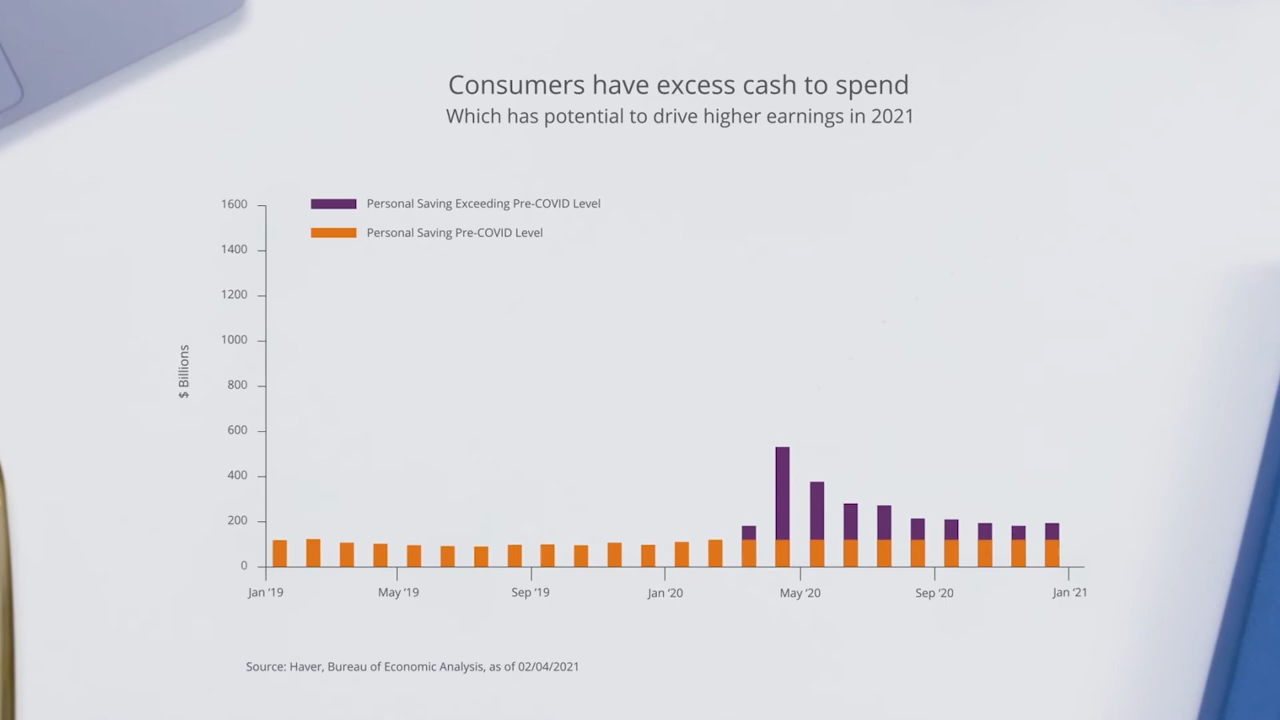 Consumers have excess cash to spend
Which has potential to drive higher earnings in 2021
Personal Saving Exceeding Pre-COVID Level
Personal Saving Pre-COVID Level
$ Billions
1600
1400
1200
1000
800
600
400
200
0
Jan '19
May '19
Sep '19
Jan '20
May '20
Sep '20
Jan '21
Source: Haver, Bureau of Economic Analysis, as of 02/04/2021